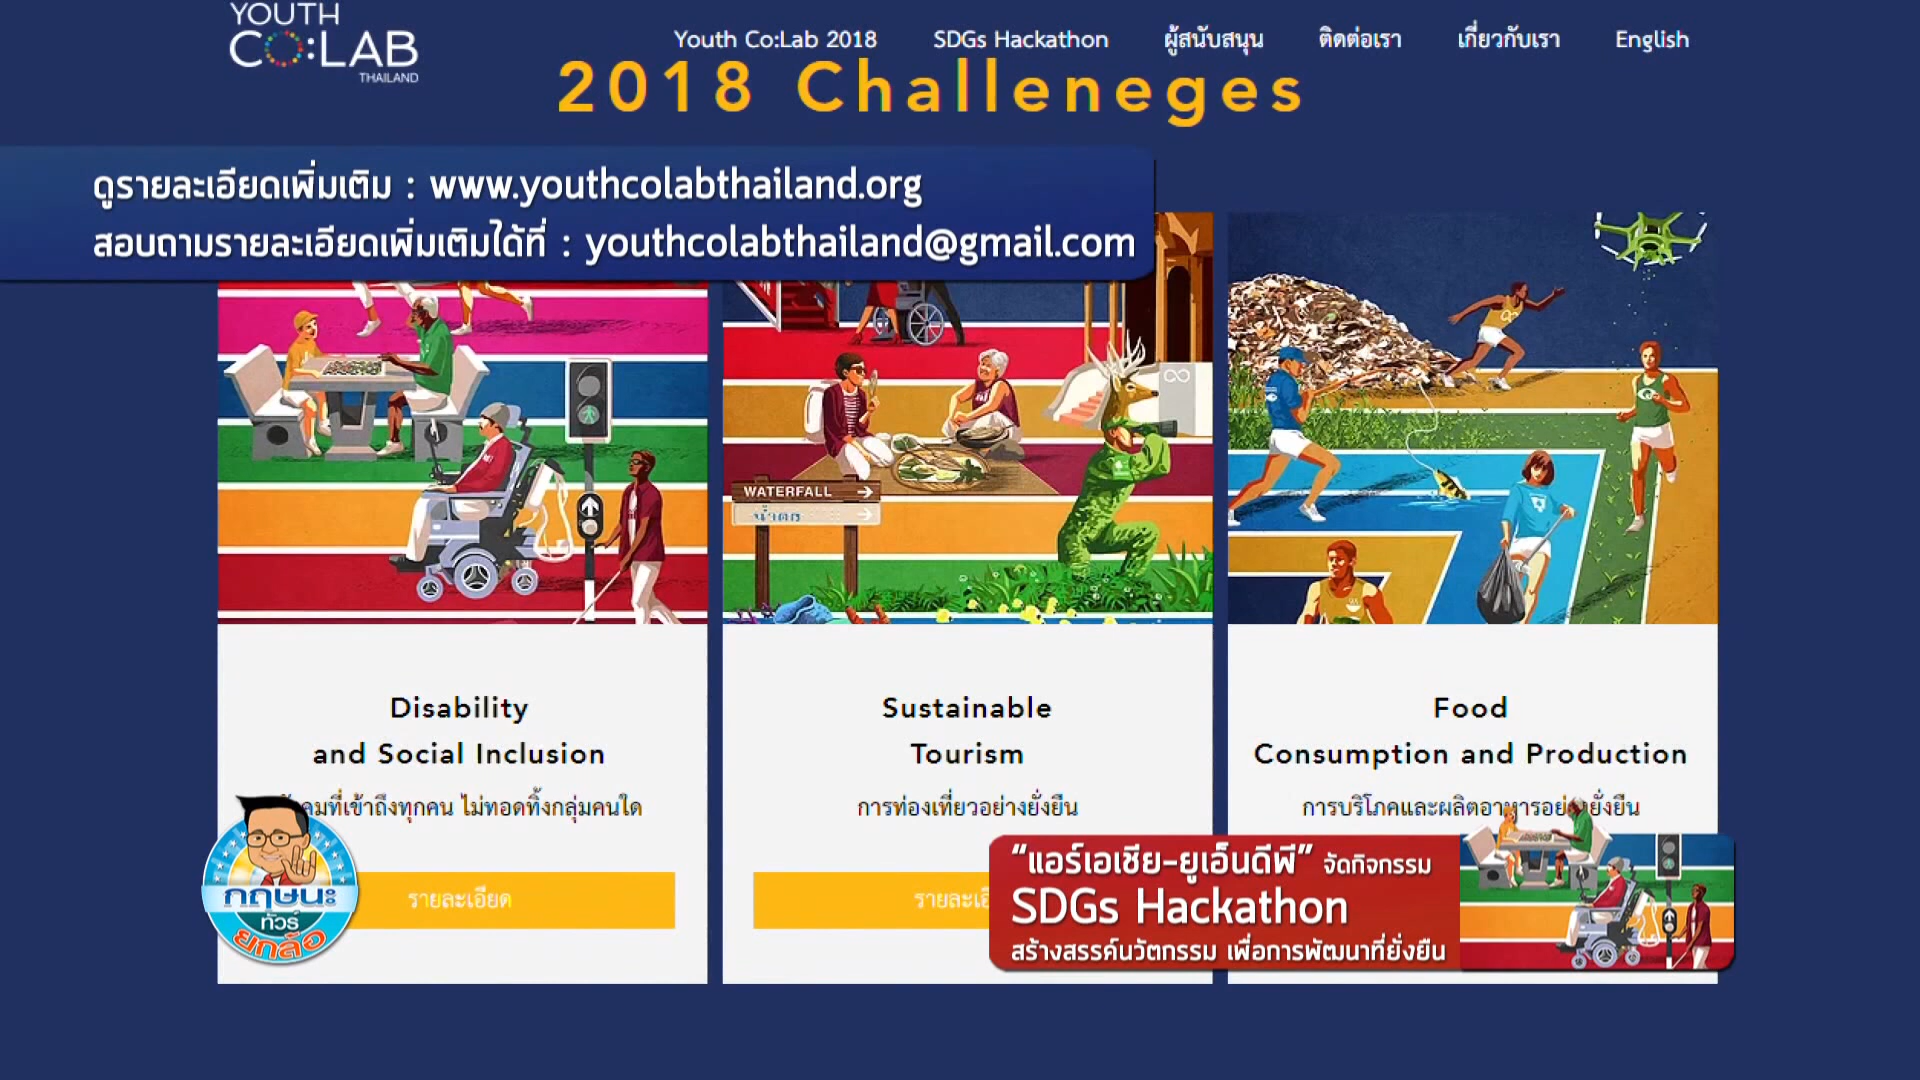 YOUTH
CO:LAB
THAILAND
Youth Co:Lab 2018
SDGs Hackathon
ผู้สนับสนุน
ติดต่อเรา
เกี่ยวกับเรา
English
2018 Challeneges
ดูรายละเอียดเพิ่มเติม : www.youthcolabthailand.org
สอบถามรายละเอียดเพิ่มเติมได้ที่ : youthcolabthailand@gmail.com
WATERFALL →
น้ำตก
Disability
and Social Inclusion
คมที่เข้าถึงทุกคน ไม่ทอดทิ้งกลุ่มคนใด
รายละเอียด
Sustainable
Tourism
การท่องเที่ยวอย่างยั่งยืน
Food
Consumption and Production
การบริโภคและผลิตอาหารอย่างยั่งยืน
กฤษนะ
ทัวร์
ยกล้อ
“แอร์เอเชีย-ยูเอ็นดีพี” จัดกิจกรรม
SDGs Hackathon
สร้างสรรค์นวัตกรรม เพื่อการพัฒนาที่ยั่งยืน